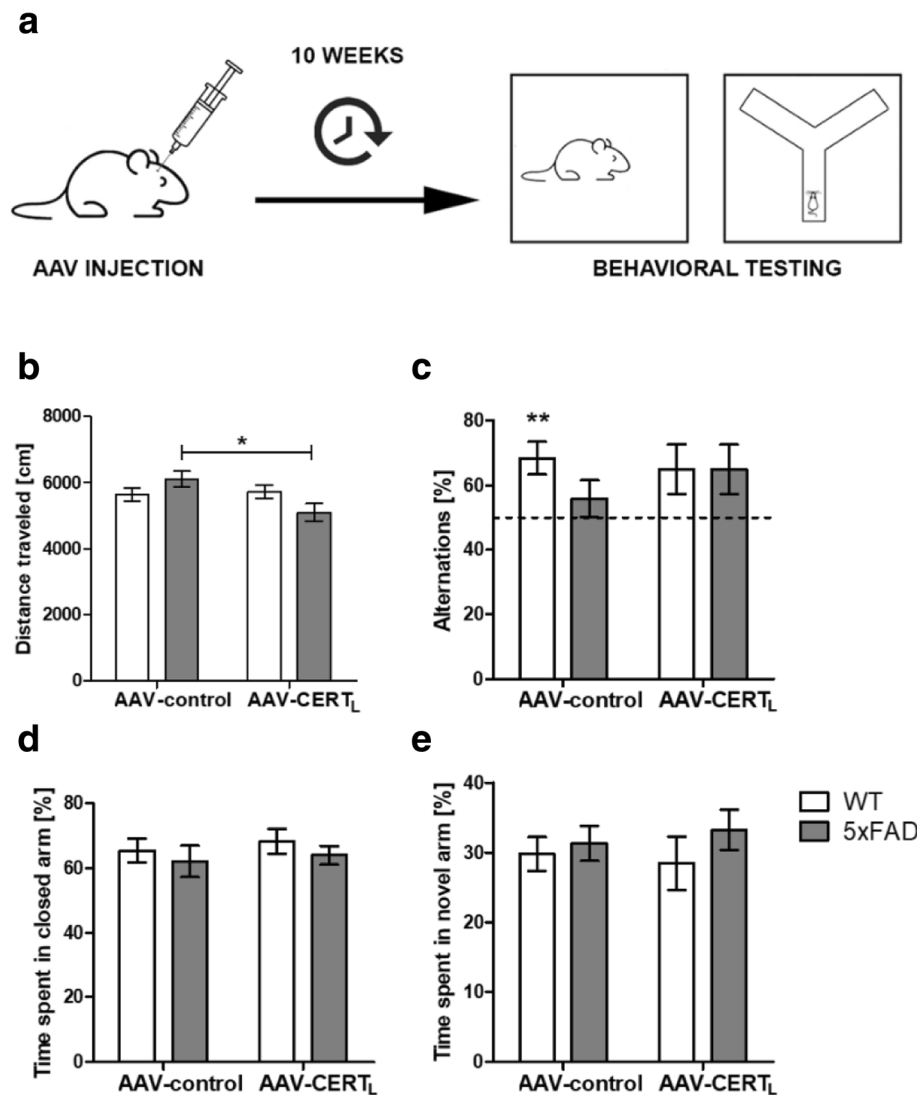 a
10 WEEKS
AAV INJECTION
BEHAVIORAL TESTING
b
Distance traveled [cm]
8000
6000
4000
2000
0
*
AAV-control
AAV-CERTL
c
Alternations [%]
80
60
40
20
0
**
AAV-control
AAV-CERTL
d
Time spent in closed arm [%]
80
60
40
20
0
AAV-control
AAV-CERTL
e
Time spent in novel arm [%]
40
30
20
10
0
AAV-control
AAV-CERTL
WT
5xFAD